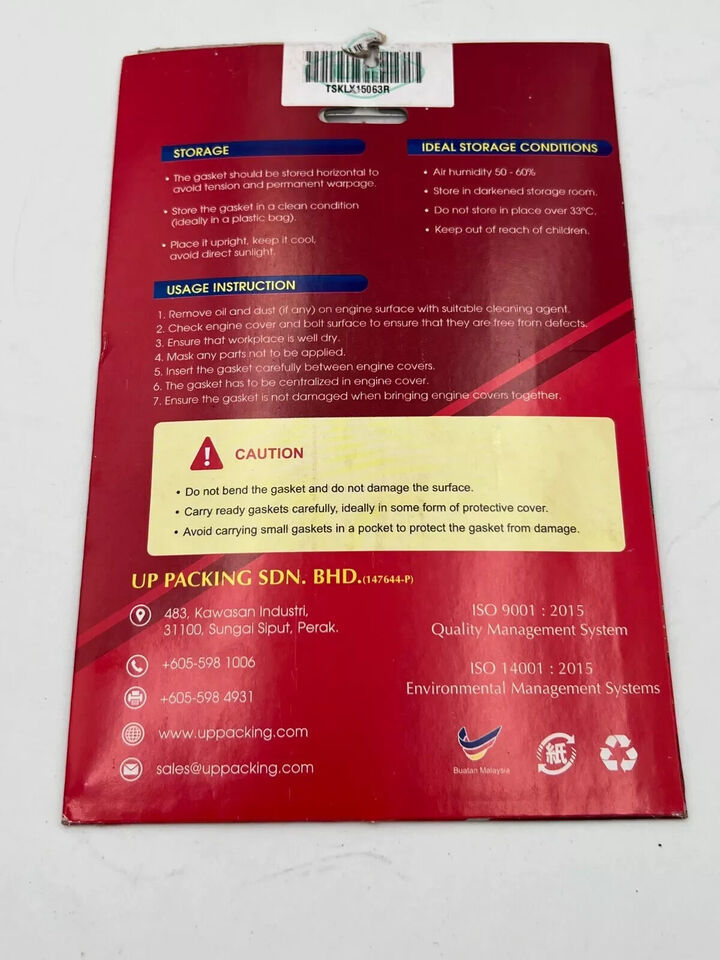 TSKLX15063R
STORAGE
• The gasket should be stored horizontal to
avoid tension and permanent warpage.
• Store the gasket in a clean condition
(ideally in a plastic bag).
• Place it upright, keep it cool,
avoid direct sunlight.
IDEAL STORAGE CONDITIONS
• Air humidity 50 - 60%
• Store in darkened storage room.
• Do not store in place over 33°C.
• Keep out of reach of children.
USAGE INSTRUCTION
1. Remove oil and dust (if any) on engine surface with suitable cleaning agent.
2. Check engine cover and bolt surface to ensure that they are free from defects.
3. Ensure that workplace is well dry.
4. Mask any parts not to be applied.
5. Insert the gasket carefully between engine covers.
6. The gasket has to be centralized in engine cover.
7. Ensure the gasket is not damaged when bringing engine covers together.
! CAUTION
• Do not bend the gasket and do not damage the surface.
• Carry ready gaskets carefully, ideally in some form of protective cover.
• Avoid carrying small gaskets in a pocket to protect the gasket from damage.
UP PACKING SDN. BHD.(147644-P)
483, Kawasan Industri,
31100, Sungai Siput, Perak.
+605-598 1006
+605-598 4931
www.uppacking.com
sales@uppacking.com
ISO 9001 : 2015
Quality Management System
ISO 14001 : 2015
Environmental Management Systems
Buatan Malaysia
紙